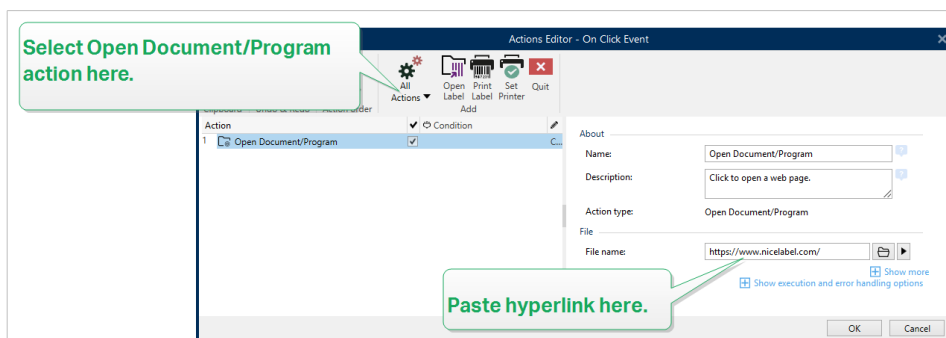 Select Open Document/Program
action here.
Actions Editor - On Click Event
All
Actions
Open
Label
Print
Label
Set
Printer
Quit
Add
Action
Condition
1 Open Document/Program
C...
About
Name:
Open Document/Program
Description:
Click to open a web page.
Action type:
Open Document/Program
File
File name:
https://www.nicelabel.com/
Show more
Show execution and error handling options
Paste hyperlink here.
OK
Cancel